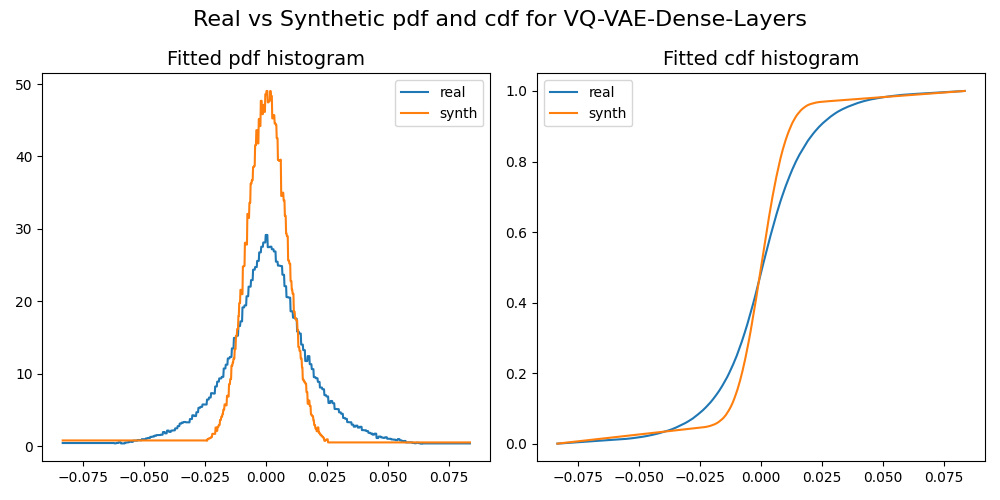 Real vs Synthetic pdf and cdf for VQ-VAE-Dense-Layers
Fitted pdf histogram
real
synth
50
40
30
20
10
0
−0.075 −0.050 −0.025 0.000 0.025 0.050 0.075
Fitted cdf histogram
real
synth
1.0
0.8
0.6
0.4
0.2
0.0
−0.075 −0.050 −0.025 0.000 0.025 0.050 0.075